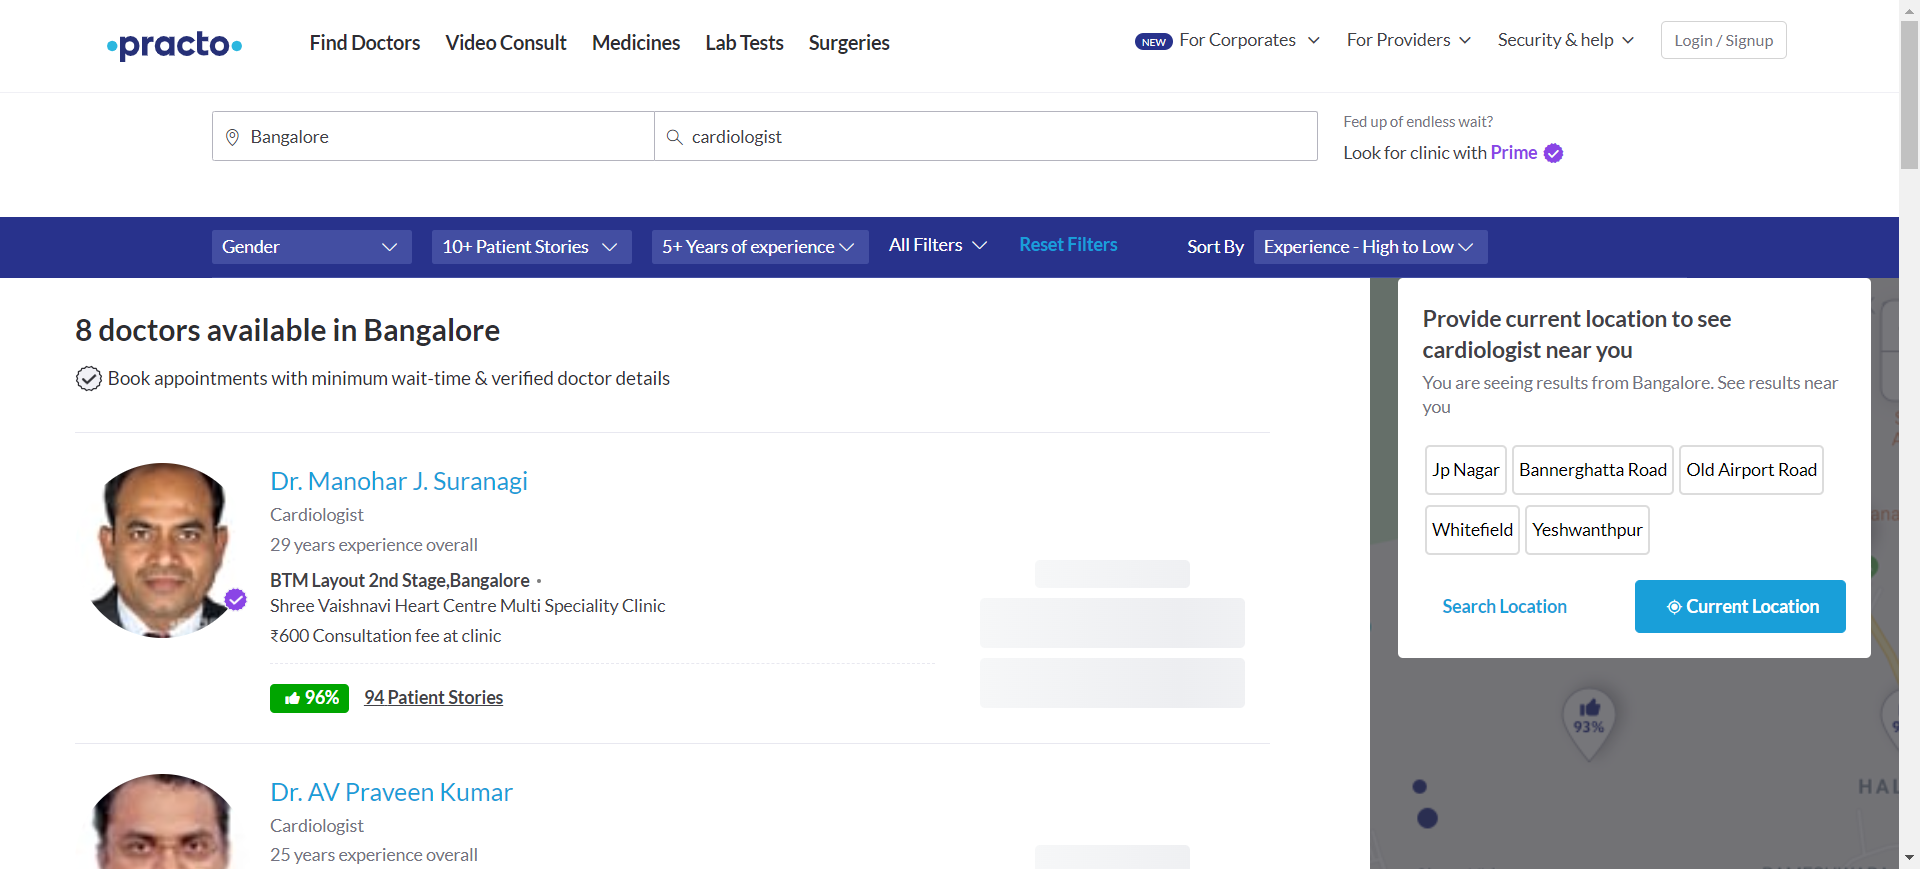 practo
Find Doctors
Video Consult
Medicines
Lab Tests
Surgeries
NEW For Corporates
For Providers
Security & help
Login / Signup
Bangalore
cardiologist
Fed up of endless wait?
Look for clinic with Prime
Gender
10+ Patient Stories
5+ Years of experience
All Filters
Reset Filters
Sort By
Experience - High to Low
8 doctors available in Bangalore
Book appointments with minimum wait-time & verified doctor details
Dr. Manohar J. Suranagi
Cardiologist
29 years experience overall
BTM Layout 2nd Stage,Bangalore •
Shree Vaishnavi Heart Centre Multi Speciality Clinic
₹600 Consultation fee at clinic
96%
94 Patient Stories
Dr. AV Praveen Kumar
Cardiologist
25 years experience overall
Provide current location to see
cardiologist near you
You are seeing results from Bangalore. See results near
you
Jp Nagar
Bannerghatta Road
Old Airport Road
Whitefield
Yeshwanthpur
Search Location
Current Location
93%
HAL